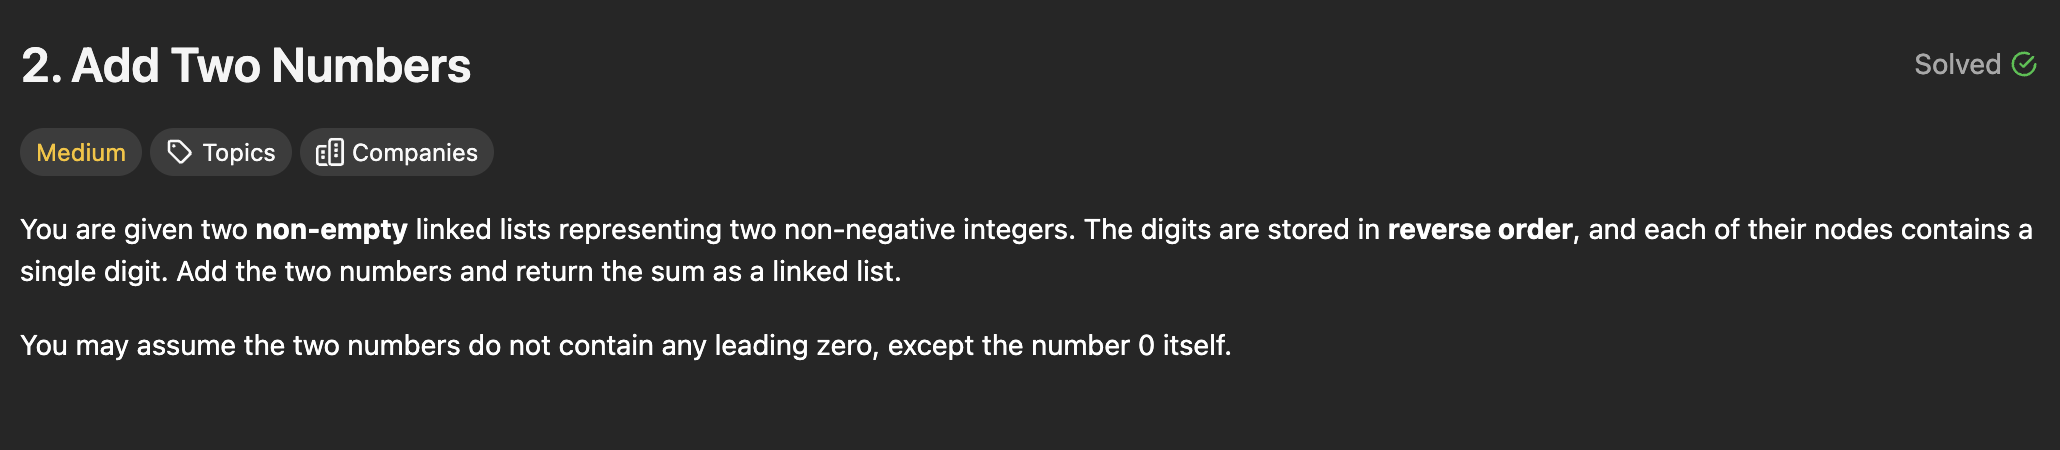 2. Add Two Numbers
Solved
Medium
Topics
Companies
You are given two non-empty linked lists representing two non-negative integers. The digits are stored in reverse order, and each of their nodes contains a
single digit. Add the two numbers and return the sum as a linked list.
You may assume the two numbers do not contain any leading zero, except the number 0 itself.